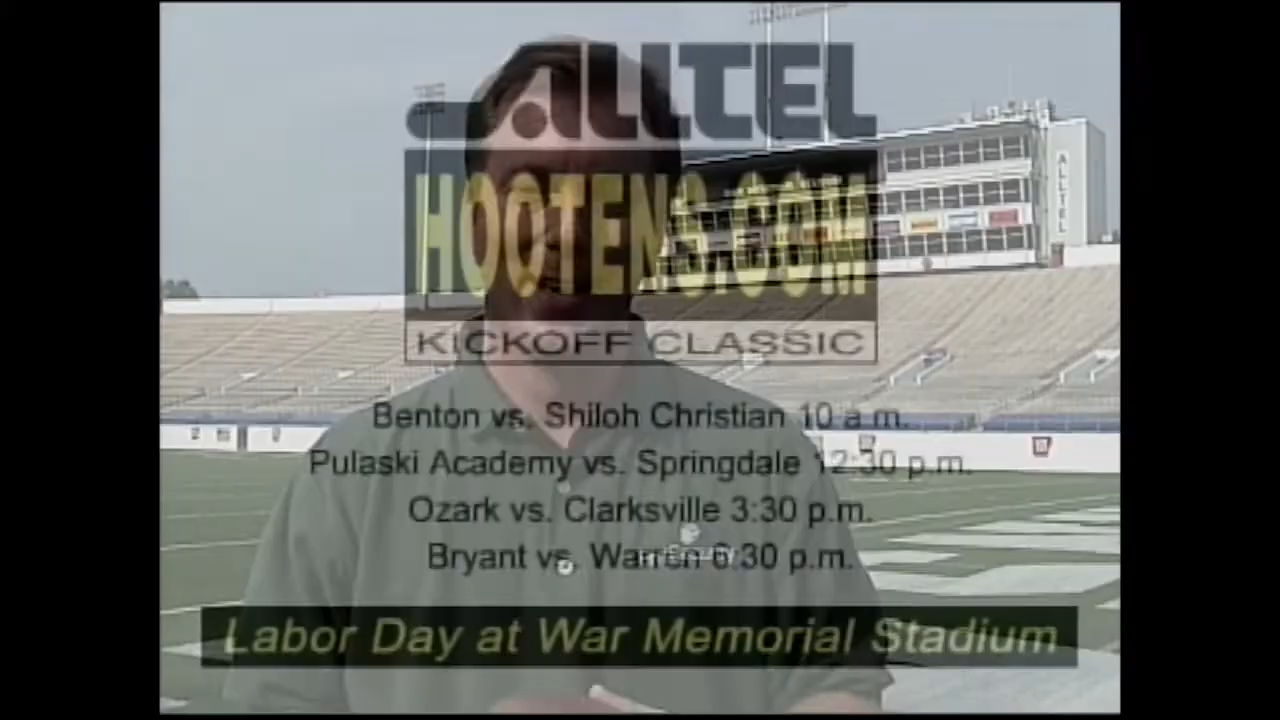 ALLTEL
HOOTENS.COM
KICKOFF CLASSIC
ALLTEL
Benton vs. Shiloh Christian 10 a.m.
Pulaski Academy vs. Springdale 12:30 p.m.
Ozark vs. Clarksville 3:30 p.m.
Bryant vs. Warren 6:30 p.m.
Labor Day at War Memorial Stadium